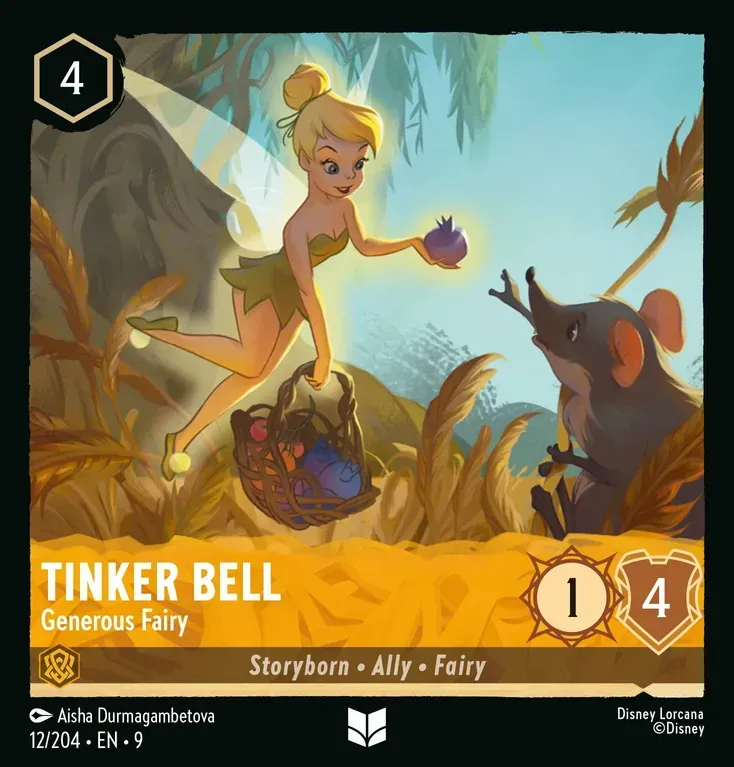 4
TINKER BELL
Generous Fairy
1
4
Storyborn • Ally • Fairy
Aisha Durmagambetova
12/204 • EN • 9
Disney Lorcana
©Disney